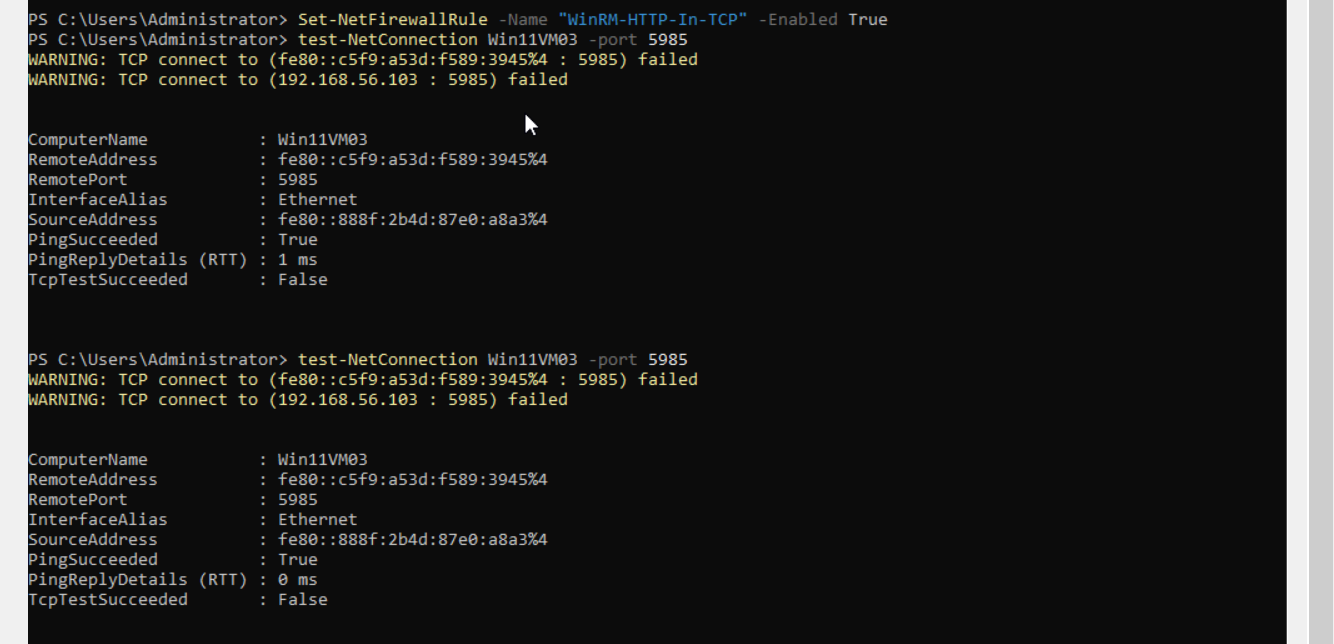 PS C:\Users\Administrator> Set-NetFirewallRule -Name "WinRM-HTTP-In-TCP" -Enabled True
PS C:\Users\Administrator> test-NetConnection Win11VM03 -port 5985
WARNING: TCP connect to (fe80::c5f9:a53d:f589:3945%4 : 5985) failed
WARNING: TCP connect to (192.168.56.103 : 5985) failed
ComputerName : Win11VM03
RemoteAddress : fe80::c5f9:a53d:f589:3945%4
RemotePort : 5985
InterfaceAlias : Ethernet
SourceAddress : fe80::888f:2b4d:87e0:a8a3%4
PingSucceeded : True
PingReplyDetails (RTT) : 1 ms
TcpTestSucceeded : False
PS C:\Users\Administrator> test-NetConnection Win11VM03 -port 5985
WARNING: TCP connect to (fe80::c5f9:a53d:f589:3945%4 : 5985) failed
WARNING: TCP connect to (192.168.56.103 : 5985) failed
ComputerName : Win11VM03
RemoteAddress : fe80::c5f9:a53d:f589:3945%4
RemotePort : 5985
InterfaceAlias : Ethernet
SourceAddress : fe80::888f:2b4d:87e0:a8a3%4
PingSucceeded : True
PingReplyDetails (RTT) : 0 ms
TcpTestSucceeded : False